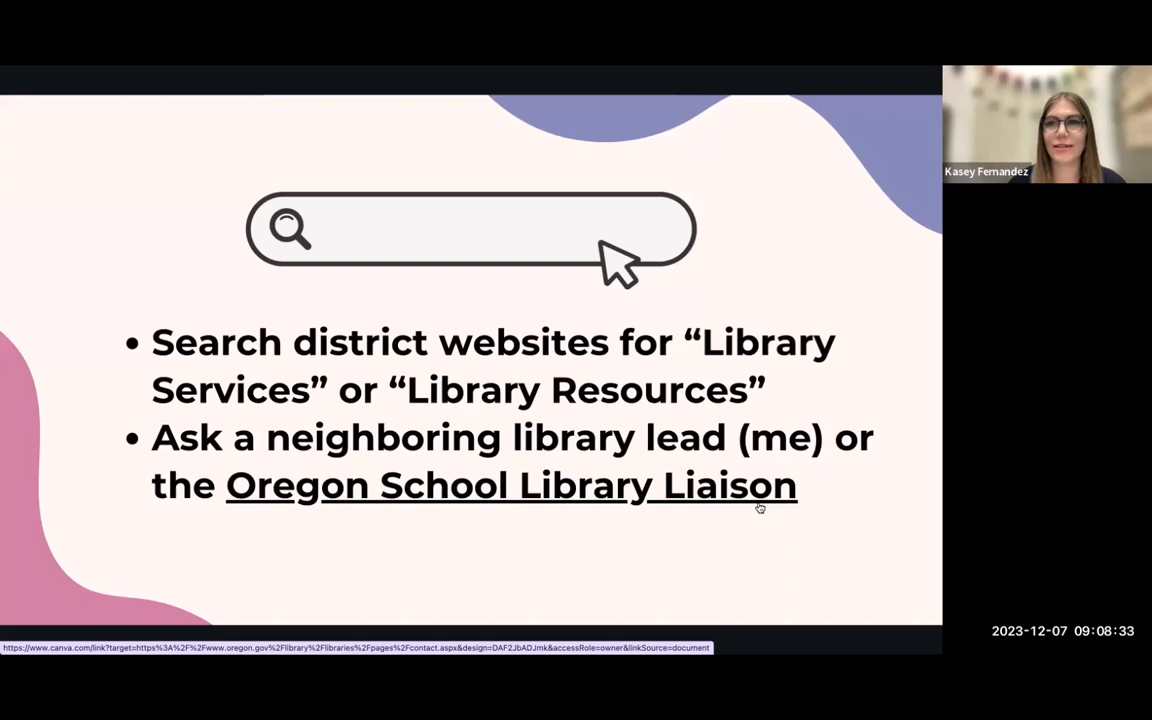 Kasey Fernandez
• Search district websites for “Library
Services” or “Library Resources”
• Ask a neighboring library lead (me) or
the Oregon School Library Liaison
2023-12-07 09:08:33
https://www.canva.com/link?target=https%3A%2F%2Fwww.oregon.gov%2Flibrary%2Flibraries%2Fpages%2Fcontact.aspx&design=DAF2JbADJmk&accessRole=owner&linkSource=document